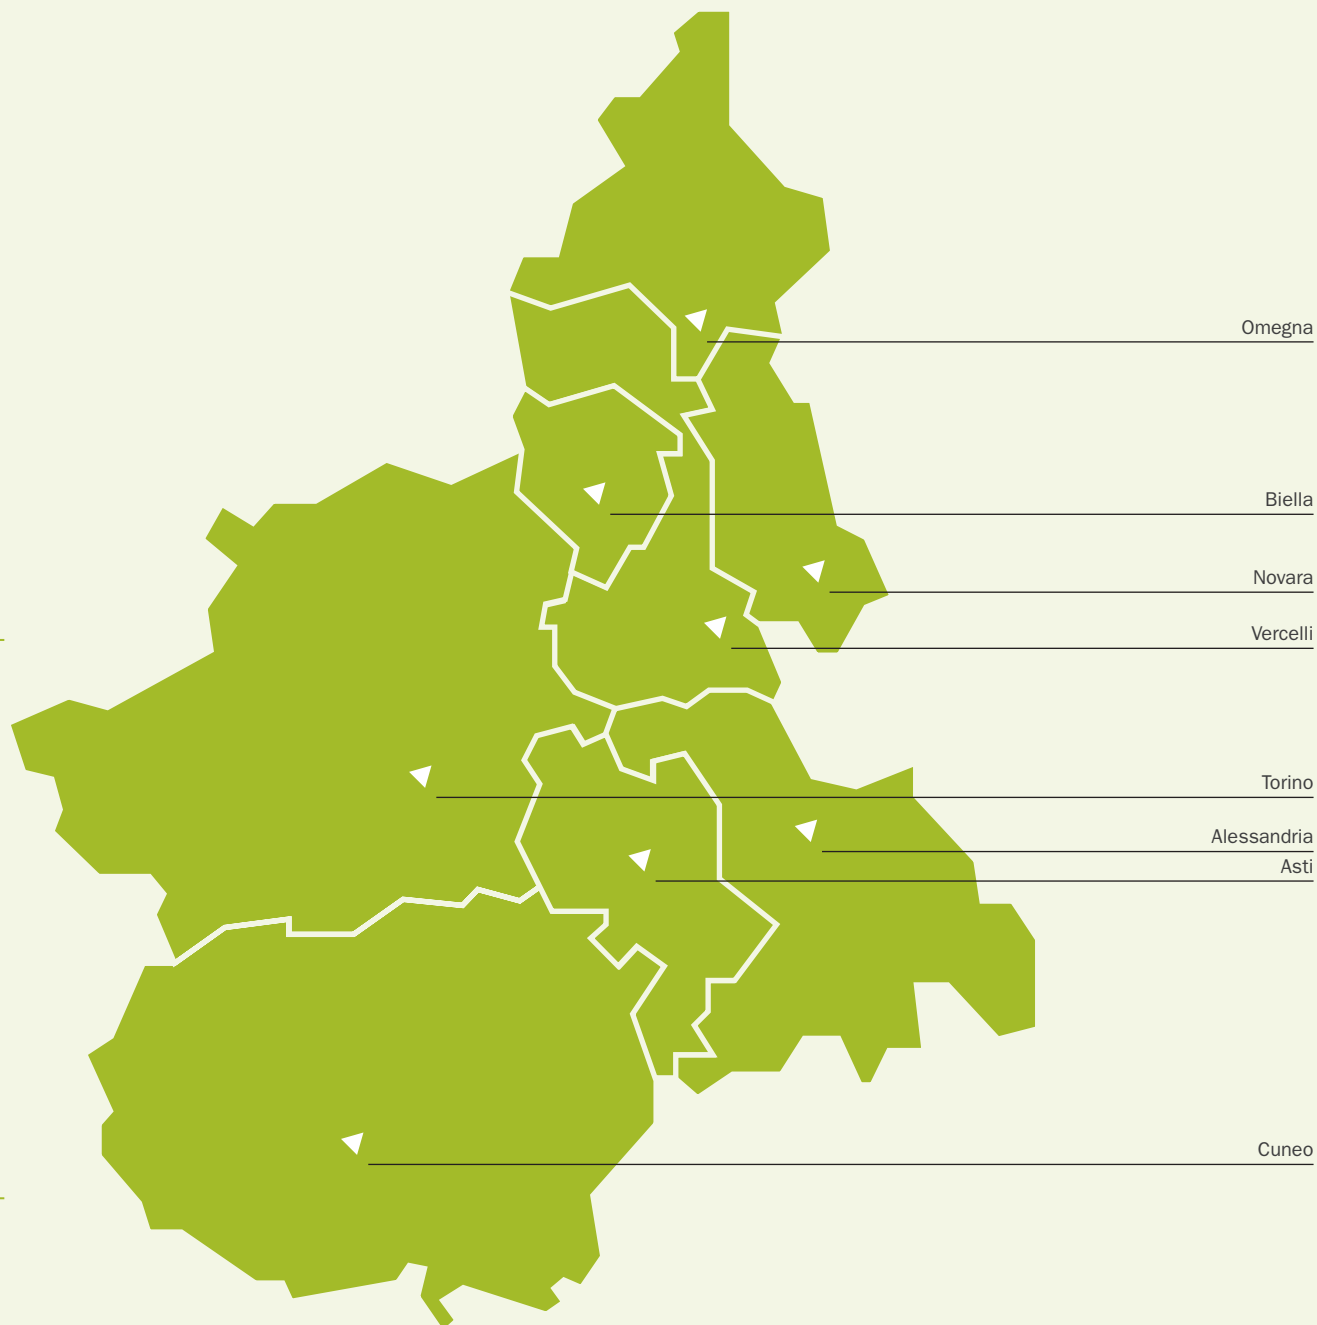 Omegna
Biella
Novara
Vercelli
Torino
Alessandria
Asti
Cuneo